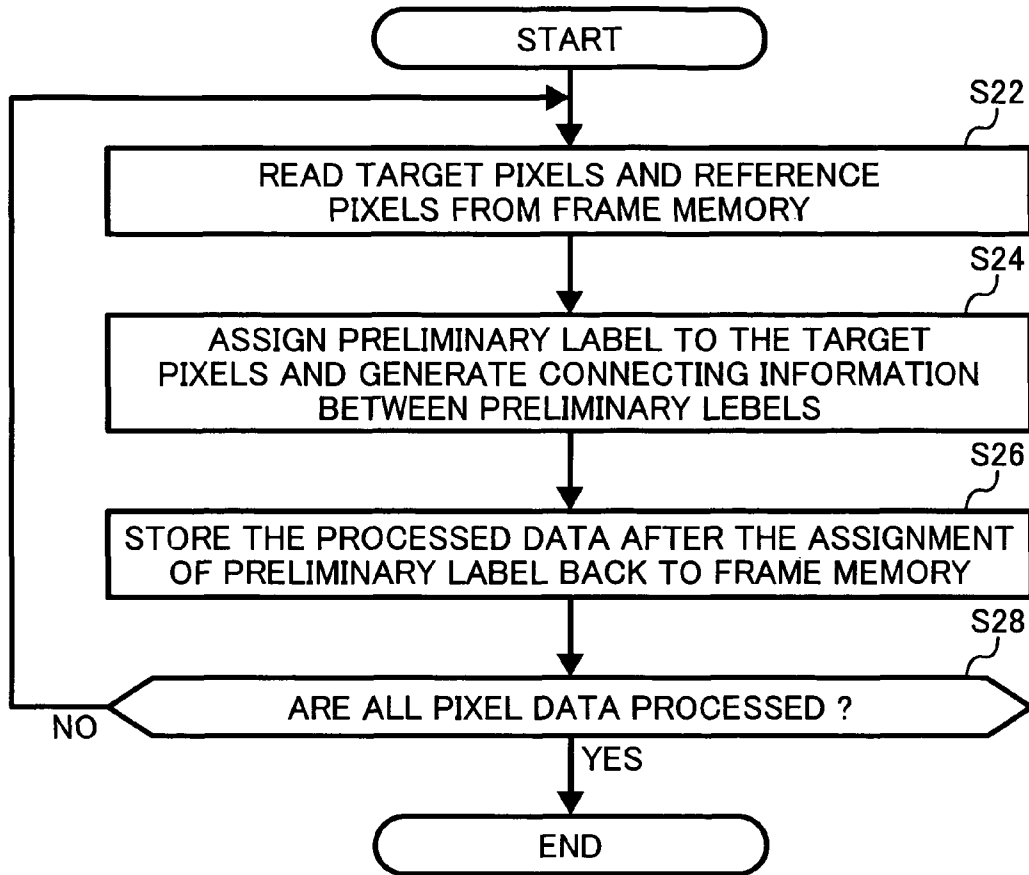 START
S22
READ TARGET PIXELS AND REFERENCE
PIXELS FROM FRAME MEMORY
S24
ASSIGN PRELIMINARY LABEL TO THE TARGET
PIXELS AND GENERATE CONNECTING INFORMATION
BETWEEN PRELIMINARY LEBELS
S26
STORE THE PROCESSED DATA AFTER THE ASSIGNMENT
OF PRELIMINARY LABEL BACK TO FRAME MEMORY
S28
ARE ALL PIXEL DATA PROCESSED ?
NO
YES
END